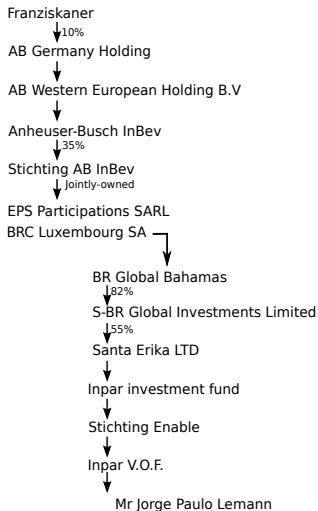 Franziskaner
10%
AB Germany Holding
AB Western European Holding B.V
Anheuser-Busch InBev
35%
Stichting AB InBev
Jointly-owned
EPS Participations SARL
BRC Luxembourg SA
BR Global Bahamas
82%
S-BR Global Investments Limited
55%
Santa Erika LTD
Inpar investment fund
Stichting Enable
Inpar V.O.F.
Mr Jorge Paulo Lemann